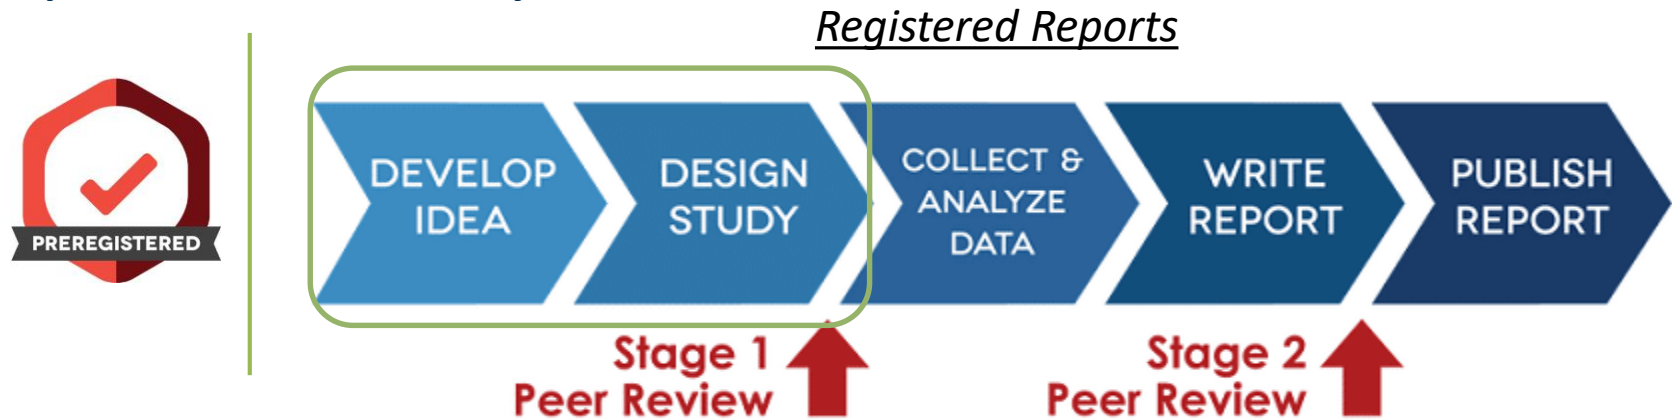 Registered Reports
PREREGISTERED
DEVELOP
IDEA
DESIGN
STUDY
COLLECT &
ANALYZE
DATA
WRITE
REPORT
PUBLISH
REPORT
Stage 1
Peer Review
Stage 2
Peer Review